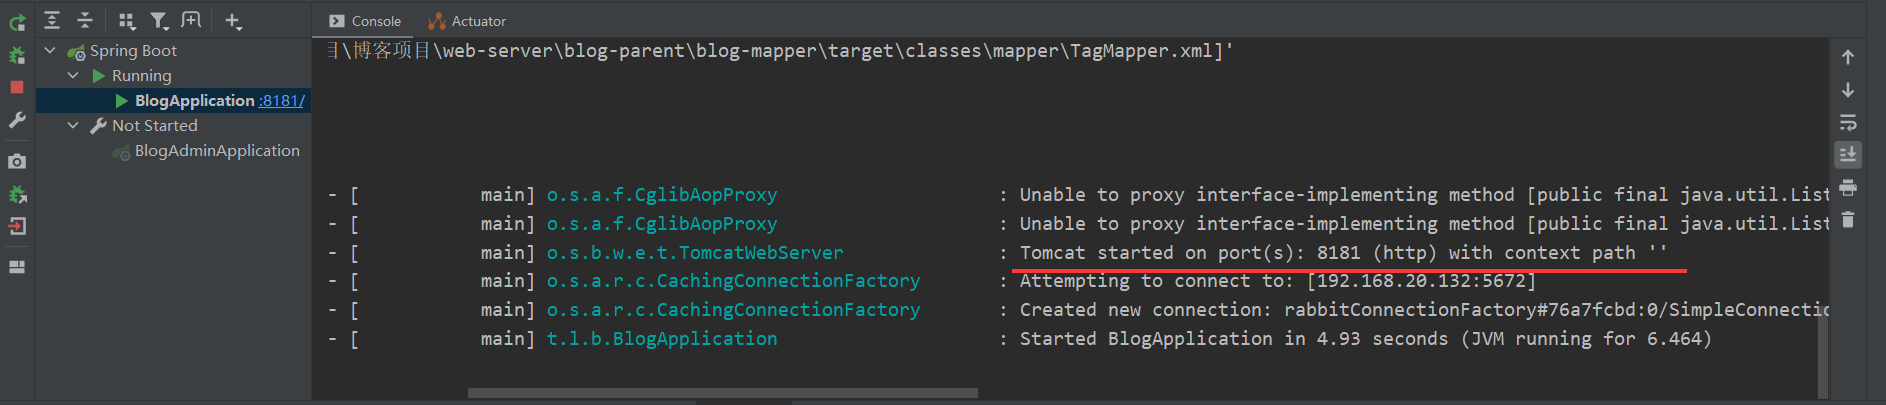 Console
Actuator
Spring Boot
Running
BlogApplication :8181/
Not Started
BlogAdminApplication
目\博客项目\web-server\blog-parent\blog-mapper\target\classes\mapper\TagMapper.xml]'
- [           main] o.s.a.f.CglibAopProxy                    : Unable to proxy interface-implementing method [public final java.util.List
- [           main] o.s.a.f.CglibAopProxy                    : Unable to proxy interface-implementing method [public final java.util.List
- [           main] o.s.b.w.e.t.TomcatWebServer              : Tomcat started on port(s): 8181 (http) with context path ''
- [           main] o.s.a.r.c.CachingConnectionFactory       : Attempting to connect to: [192.168.20.132:5672]
- [           main] o.s.a.r.c.CachingConnectionFactory       : Created new connection: rabbitConnectionFactory#76a7fcbd:0/SimpleConnectio
- [           main] t.l.b.BlogApplication                    : Started BlogApplication in 4.93 seconds (JVM running for 6.464)